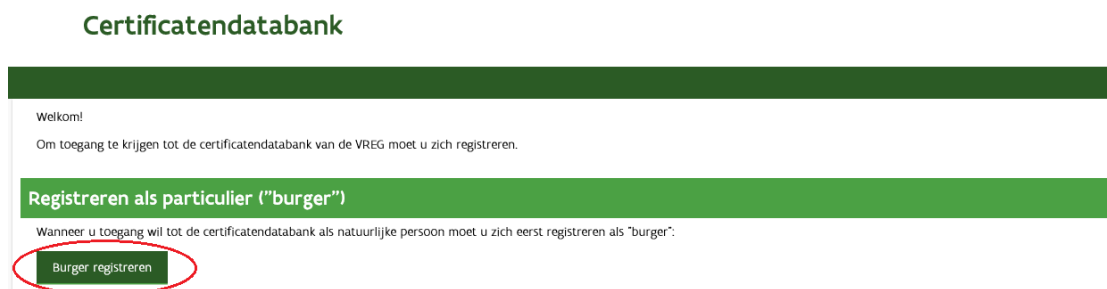 Certificatendatabank
Welkom!
Om toegang te krijgen tot de certificatendatabank van de VREG moet u zich registreren.
Registreren als particulier ("burger")
Wanneer u toegang wil tot de certificatendatabank als natuurlijke persoon moet u zich eerst registreren als "burger":
Burger registreren